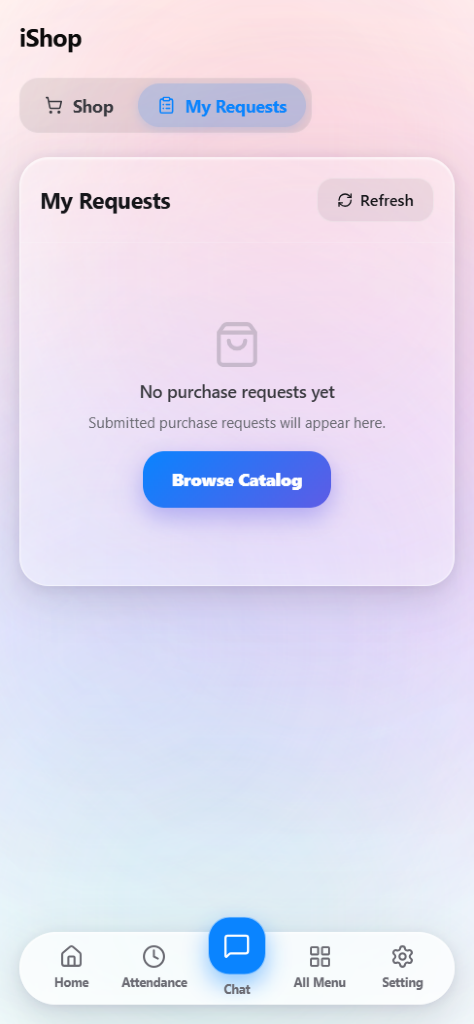 iShop
Shop
My Requests
My Requests
Refresh
No purchase requests yet
Submitted purchase requests will appear here.
Browse Catalog
Home
Attendance
Chat
All Menu
Setting